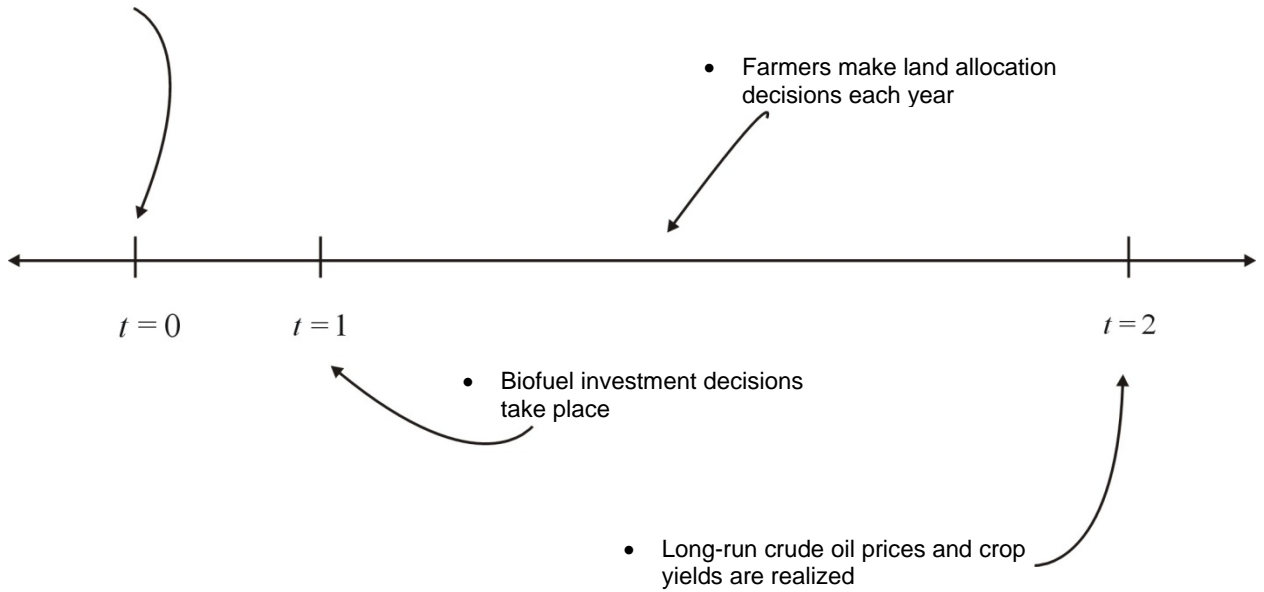 • Farmers make land allocation
decisions each year
t = 0
t = 1
t = 2
• Biofuel investment decisions
take place
• Long-run crude oil prices and crop
yields are realized